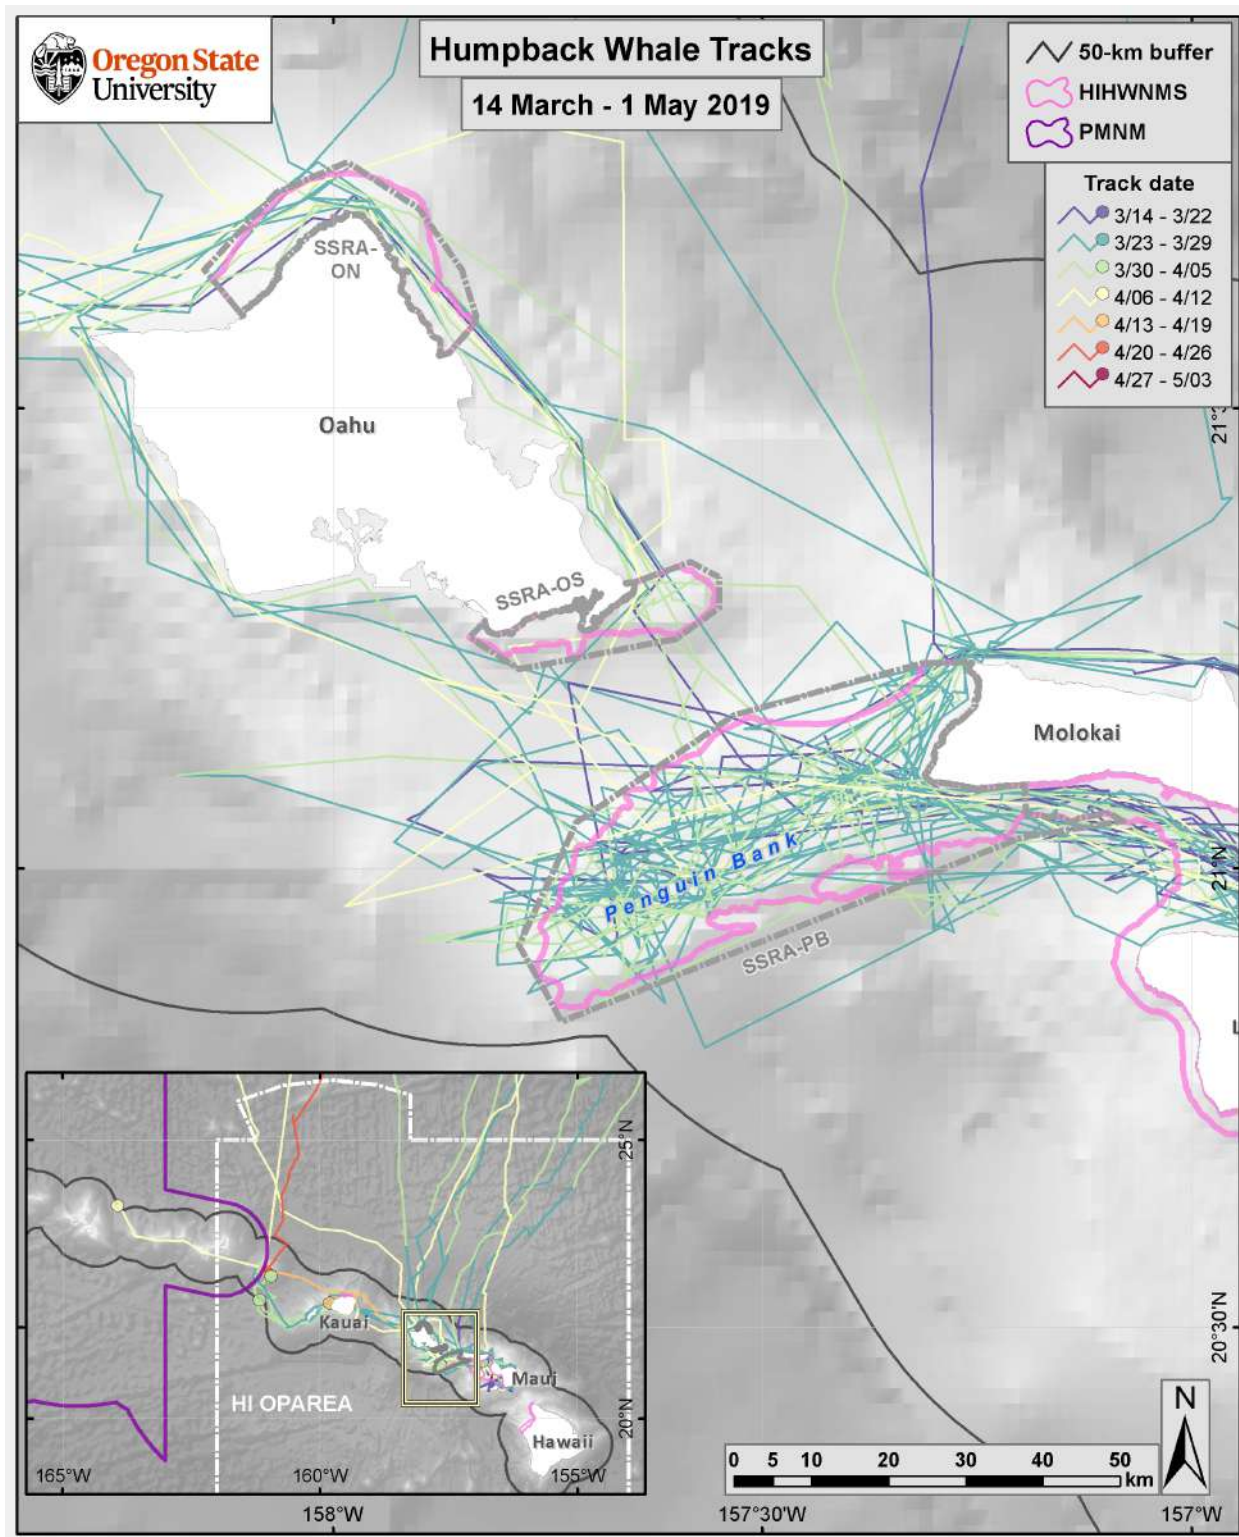 Oregon State
University
Humpback Whale Tracks
14 March - 1 May 2019
50-km buffer
HIHWNMS
PMNM
Track date
3/14 - 3/22
3/23 - 3/29
3/30 - 4/05
4/06 - 4/12
4/13 - 4/19
4/20 - 4/26
4/27 - 5/03
SSRA-
ON
Oahu
SSRA-OS
Molokai
Penguin Bank
SSRA-PB
L
21°3
21°N
20°30'N
25°N
20°N
Kauai
Maui
HI OPAREA
Hawaii
165°W
160°W
155°W
N
0 5 10 20 30 40 50
km
158°W
157°30'W
157°W